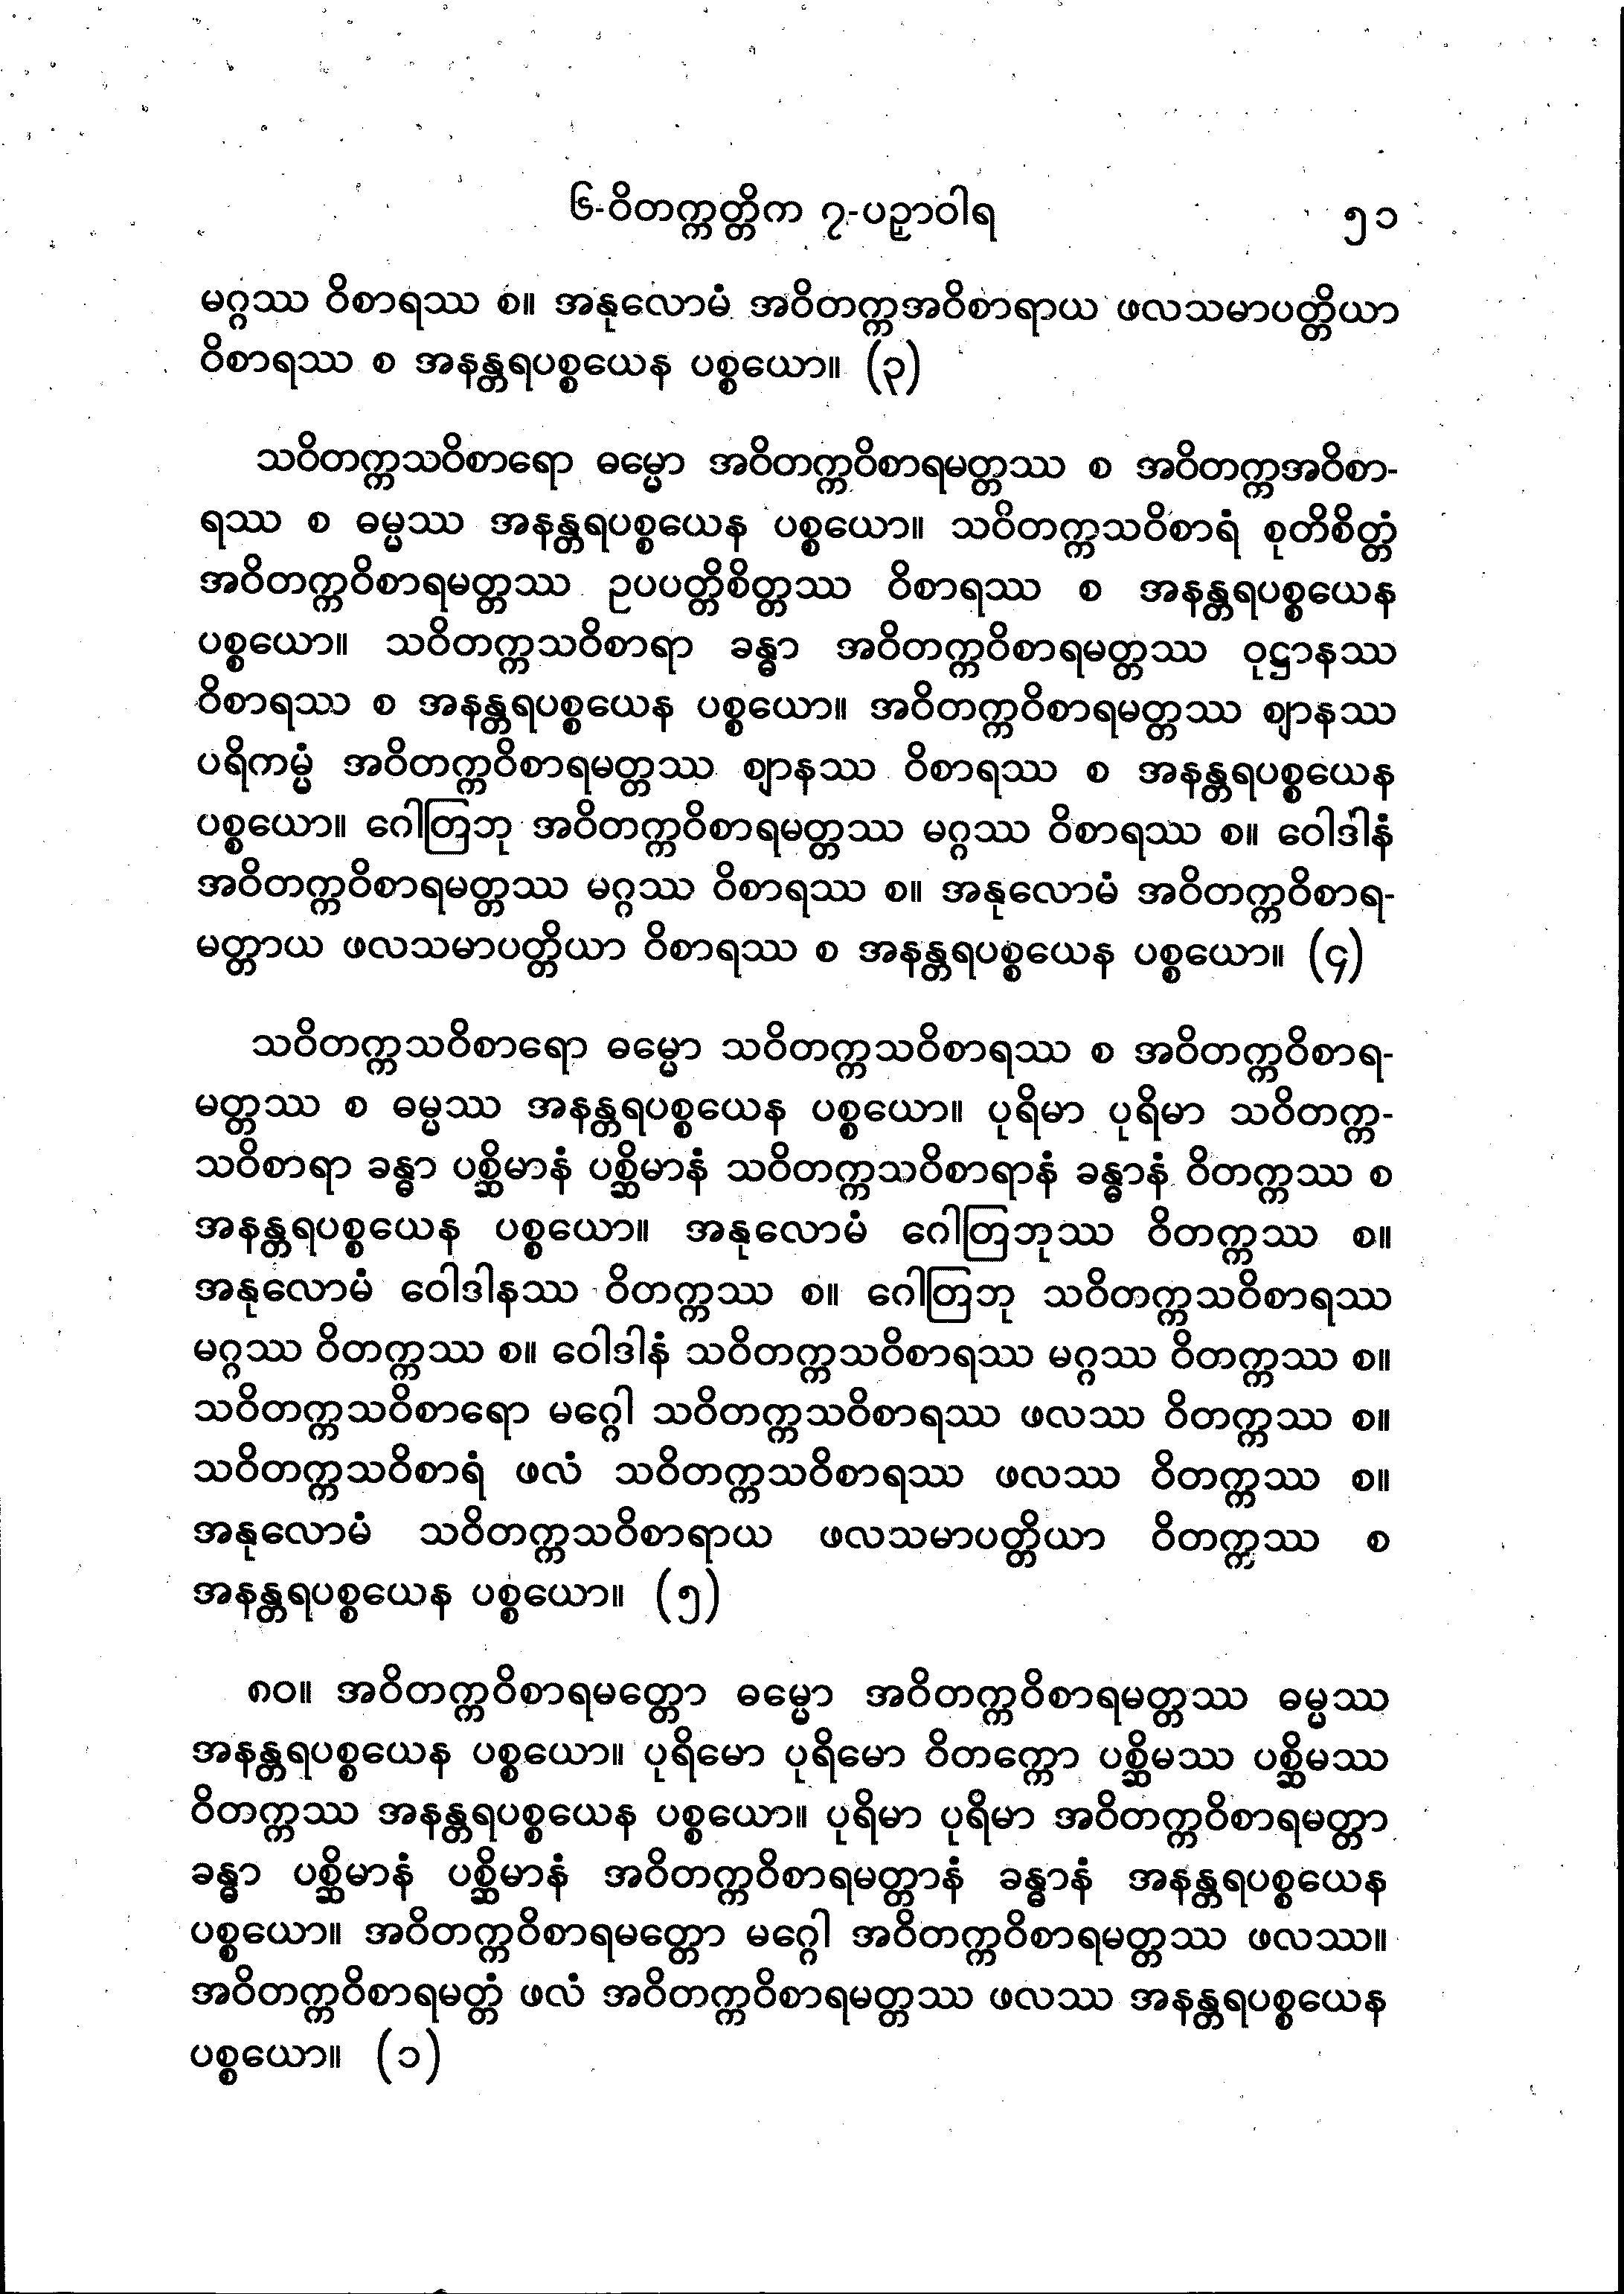 ၆-ဝိတက္ကတ္တိက ၇-ပဉှာဝါရ ၅၁
မဂ္ဂဿ ဝိစာရဿ စ။ အနုလောမံ အဝိတက္ကအဝိစာရာယ ဖလသမာပတ္တိယာ
ဝိစာရဿ စ အနန္တရပစ္စယေန ပစ္စယော။ (၃)
သဝိတက္ကသဝိစာရော ဓမ္မော အဝိတက္ကဝိစာရမတ္တဿ စ အဝိတက္ကအဝိစာ-
ရဿ စ ဓမ္မဿ အနန္တရပစ္စယေန ပစ္စယော။ သဝိတက္ကသဝိစာရံ စုတိစိတ္တံ
အဝိတက္ကဝိစာရမတ္တဿ ဥပပတ္တိစိတ္တဿ ဝိစာရဿ စ အနန္တရပစ္စယေန
ပစ္စယော။ သဝိတက္ကသဝိစာရာ ခန္ဓာ အဝိတက္ကဝိစာရမတ္တဿ ဝုဋ္ဌာနဿ
ဝိစာရဿ စ အနန္တရပစ္စယေန ပစ္စယော။ အဝိတက္ကဝိစာရမတ္တဿ ဈာနဿ
ပရိကမ္မံ အဝိတက္ကဝိစာရမတ္တဿ ဈာနဿ ဝိစာရဿ စ အနန္တရပစ္စယေန
ပစ္စယော။ ဂေါတြဘု အဝိတက္ကဝိစာရမတ္တဿ မဂ္ဂဿ ဝိစာရဿ စ။ ဝေါဒါနံ
အဝိတက္ကဝိစာရမတ္တဿ မဂ္ဂဿ ဝိစာရဿ စ။ အနုလောမံ အဝိတက္ကဝိစာရ-
မတ္တာယ ဖလသမာပတ္တိယာ ဝိစာရဿ စ အနန္တရပစ္စယေန ပစ္စယော။ (၄)
သဝိတက္ကသဝိစာရော ဓမ္မော သဝိတက္ကသဝိစာရဿ စ အဝိတက္ကဝိစာရ-
မတ္တဿ စ ဓမ္မဿ အနန္တရပစ္စယေန ပစ္စယော။ ပုရိမာ ပုရိမာ သဝိတက္က-
သဝိစာရာ ခန္ဓာ ပစ္ဆိမာနံ ပစ္ဆိမာနံ သဝိတက္ကသဝိစာရာနံ ခန္ဓာနံ ဝိတက္ကဿ စ
အနန္တရပစ္စယေန ပစ္စယော။ အနုလောမံ ဂေါတြဘုဿ ဝိတက္ကဿ စ။
အနုလောမံ ဝေါဒါနဿ ဝိတက္ကဿ စ။ ဂေါတြဘု သဝိတက္ကသဝိစာရဿ
မဂ္ဂဿ ဝိတက္ကဿ စ။ ဝေါဒါနံ သဝိတက္ကသဝိစာရဿ မဂ္ဂဿ ဝိတက္ကဿ စ။
သဝိတက္ကသဝိစာရော မဂ္ဂေါ သဝိတက္ကသဝိစာရဿ ဖလဿ ဝိတက္ကဿ စ။
သဝိတက္ကသဝိစာရံ ဖလံ သဝိတက္ကသဝိစာရဿ ဖလဿ ဝိတက္ကဿ စ။
အနုလောမံ သဝိတက္ကသဝိစာရာယ ဖလသမာပတ္တိယာ ဝိတက္ကဿ စ
အနန္တရပစ္စယေန ပစ္စယော။ (၅)
၈၀။ အဝိတက္ကဝိစာရမတ္တော ဓမ္မော အဝိတက္ကဝိစာရမတ္တဿ ဓမ္မဿ
အနန္တရပစ္စယေန ပစ္စယော။ ပုရိမော ပုရိမော ဝိတက္ကော ပစ္ဆိမဿ ပစ္ဆိမဿ
ဝိတက္ကဿ အနန္တရပစ္စယေန ပစ္စယော။ ပုရိမာ ပုရိမာ အဝိတက္ကဝိစာရမတ္တာ
ခန္ဓာ ပစ္ဆိမာနံ ပစ္ဆိမာနံ အဝိတက္ကဝိစာရမတ္တာနံ ခန္ဓာနံ အနန္တရပစ္စယေန
ပစ္စယော။ အဝိတက္ကဝိစာရမတ္တော မဂ္ဂေါ အဝိတက္ကဝိစာရမတ္တဿ ဖလဿ။
အဝိတက္ကဝိစာရမတ္တံ ဖလံ အဝိတက္ကဝိစာရမတ္တဿ ဖလဿ အနန္တရပစ္စယေန
ပစ္စယော။ (၁)